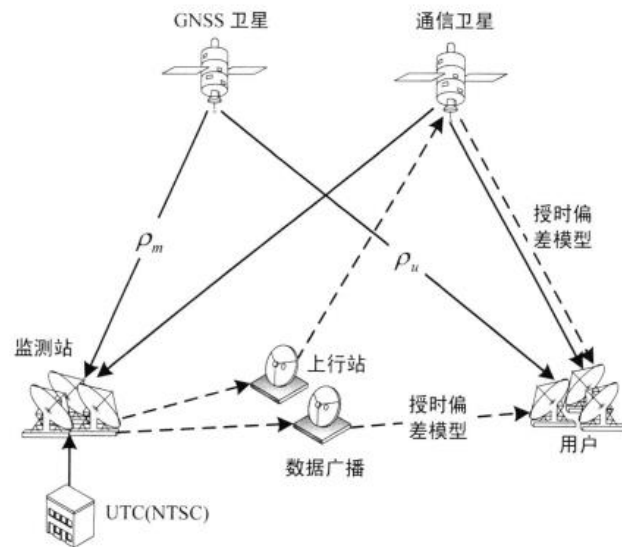 GNSS 卫星
通信卫星
授时偏
差模型
ρm
ρu
监测站
上行站
授时偏
差模型
数据广播
用户
UTC(NTSC)